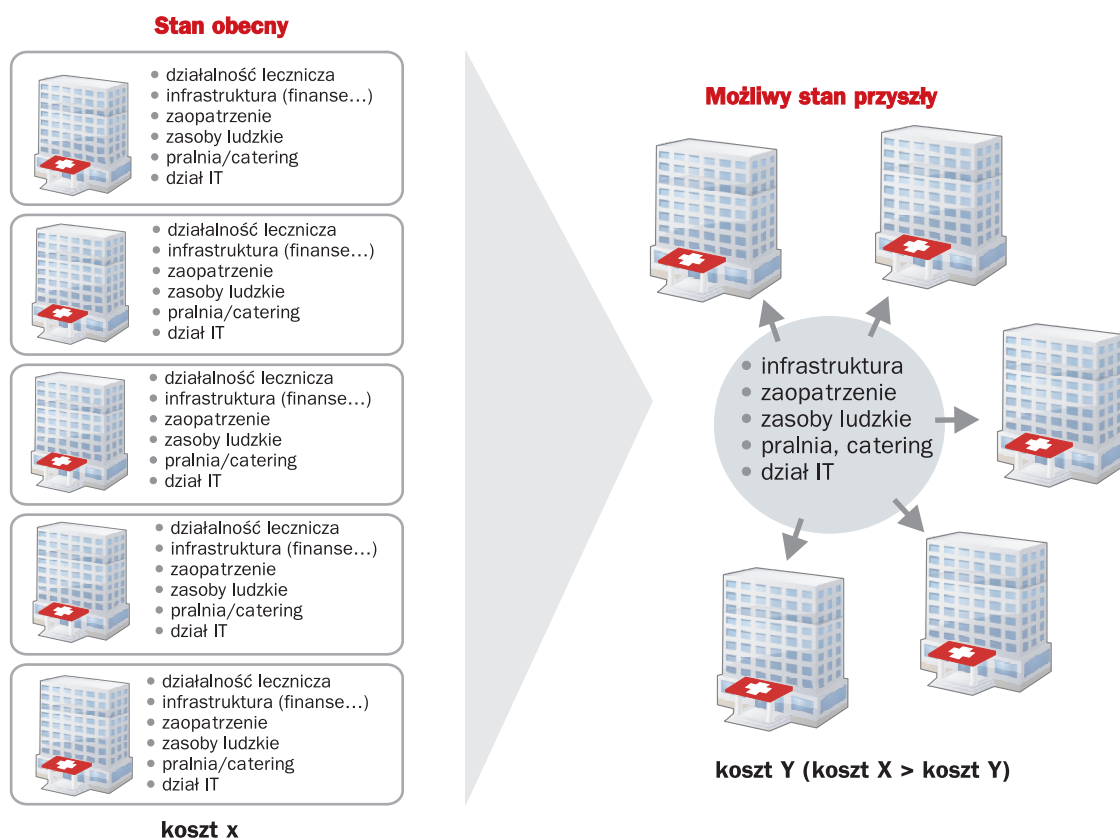 Stan obecny
• działalność lecznicza
• infrastruktura (finanse...)
• zaopatrzenie
• zasoby ludzkie
• pralnia/catering
• dział IT
• działalność lecznicza
• infrastruktura (finanse...)
• zaopatrzenie
• zasoby ludzkie
• pralnia/catering
• dział IT
• działalność lecznicza
• infrastruktura (finanse...)
• zaopatrzenie
• zasoby ludzkie
• pralnia/catering
• dział IT
• działalność lecznicza
• infrastruktura (finanse...)
• zaopatrzenie
• zasoby ludzkie
• pralnia/catering
• dział IT
• działalność lecznicza
• infrastruktura (finanse...)
• zaopatrzenie
• zasoby ludzkie
• pralnia/catering
• dział IT
koszt x
Możliwy stan przyszły
• infrastruktura
• zaopatrzenie
• zasoby ludzkie
• pralnia, catering
• dział IT
koszt Y (koszt X > koszt Y)